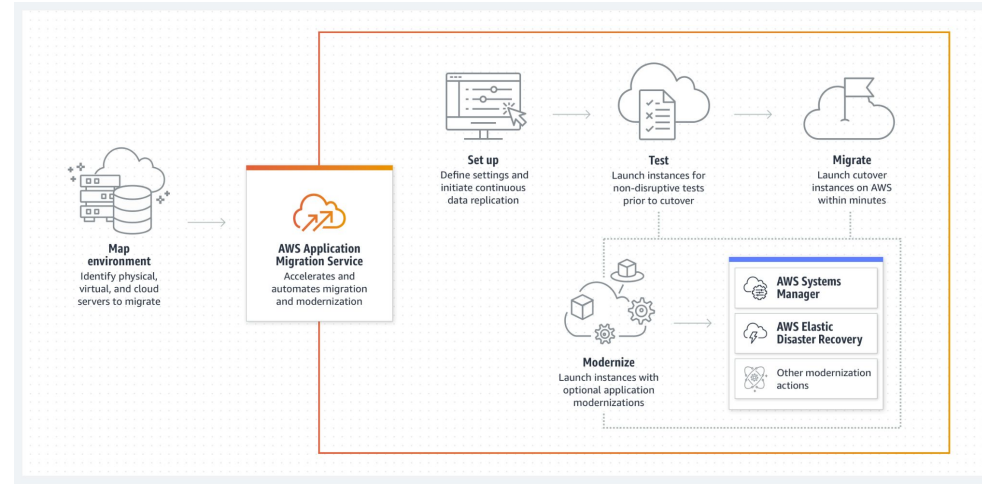 Map
environment
Identify physical,
virtual, and cloud
servers to migrate
AWS Application
Migration Service
Accelerates and
automates migration
and modernization
Set up
Define settings and
initiate continuous
data replication
Test
Launch instances for
non-disruptive tests
prior to cutover
Migrate
Launch cutover
instances on AWS
within minutes
Modernize
Launch instances with
optional application
modernizations
AWS Systems
Manager
AWS Elastic
Disaster Recovery
Other modernization
actions